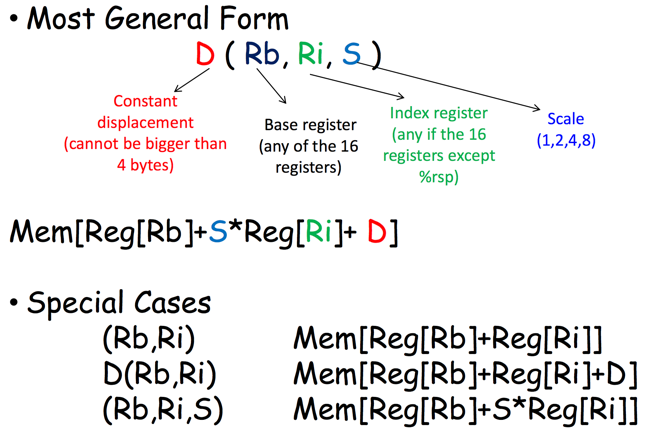 • Most General Form
D ( Rb, Ri, S )
Constant
displacement
(cannot be bigger than
4 bytes)
Base register
(any of the 16
registers)
Index register
(any if the 16
registers except
%rsp)
Scale
(1,2,4,8)
Mem[Reg[Rb]+S*Reg[Ri]+ D]
• Special Cases
(Rb,Ri) Mem[Reg[Rb]+Reg[Ri]]
D(Rb,Ri) Mem[Reg[Rb]+Reg[Ri]+D]
(Rb,Ri,S) Mem[Reg[Rb]+S*Reg[Ri]]